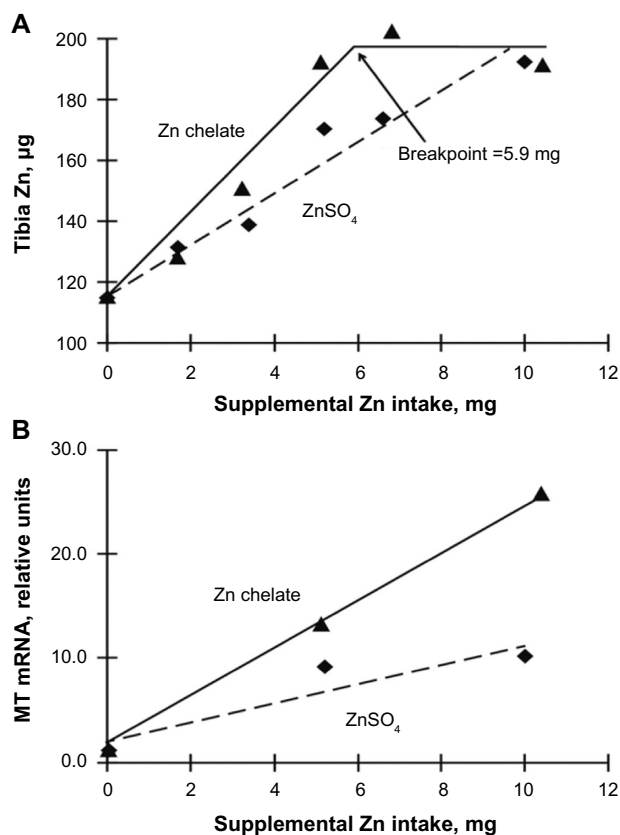 A
200
180
160
140
120
100
Tibia Zn, µg
Zn chelate
ZnSO4
Breakpoint =5.9 mg
0 2 4 6 8 10 12
Supplemental Zn intake, mg
B
30.0
20.0
10.0
0.0
MT mRNA, relative units
Zn chelate
ZnSO4
0 2 4 6 8 10 12
Supplemental Zn intake, mg